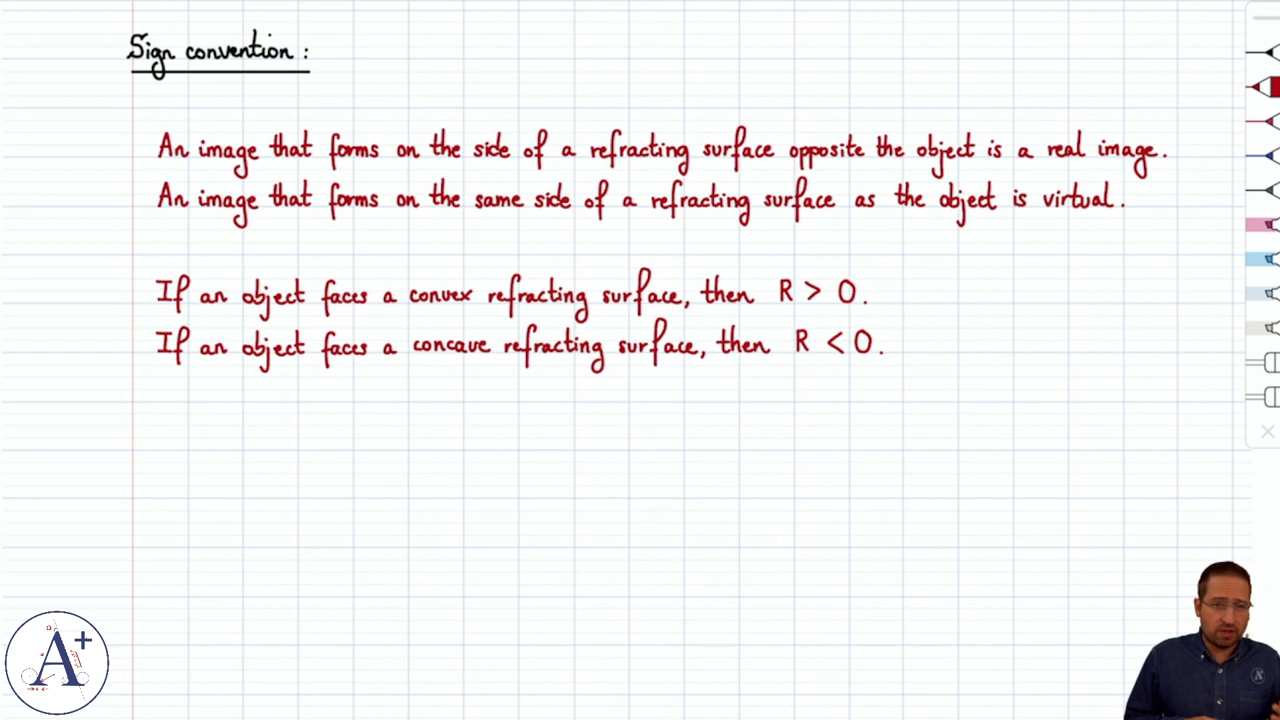 Sign convention :
An image that forms on the side of a refracting surface opposite the object is a real image.
An image that forms on the same side of a refracting surface as the object is virtual.
If an object faces a convex refracting surface, then R > 0.
If an object faces a concave refracting surface, then R < 0.
A+